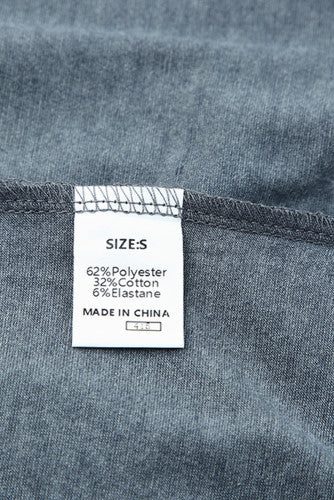 SIZE:S
62%Polyester
32%Cotton
6%Elastane
MADE IN CHINA